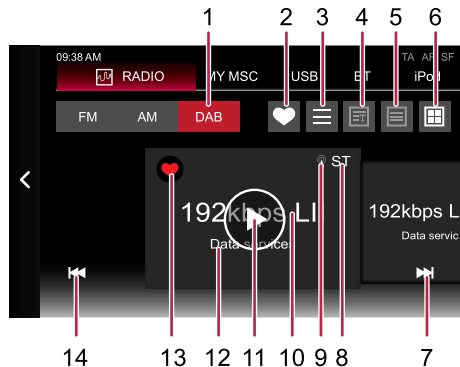 1 2 3 4 5 6
09:38 AM TA AF SF
RADIO MY MSC USB BT iPod
FM AM DAB
ST
192kbps LII 192kbps L
Data services Data servic
14 13 12 11 10 9 8 7